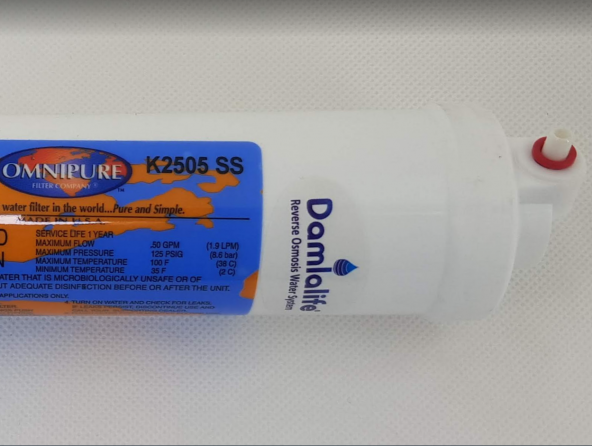 OMNIPURE
FILTER COMPANY®
™
K2505 SS
water filter in the world...Pure and Simple.
MADE IN U.S.A.
SERVICE LIFE 1 YEAR
MAXIMUM FLOW .50 GPM (1.9 LPM)
MAXIMUM PRESSURE 125 PSIG (8.6 bar)
MAXIMUM TEMPERATURE 100 F (38 C)
MINIMUM TEMPERATURE 35 F (2 C)
ATER THAT IS MICROBIOLOGICALLY UNSAFE OR OF
T ADEQUATE DISINFECTION BEFORE OR AFTER THE UNIT.
APPLICATIONS ONLY.
1. TURN ON WATER AND CHECK FOR LEAKS.
Damlalife
Reverse Osmosis Water System